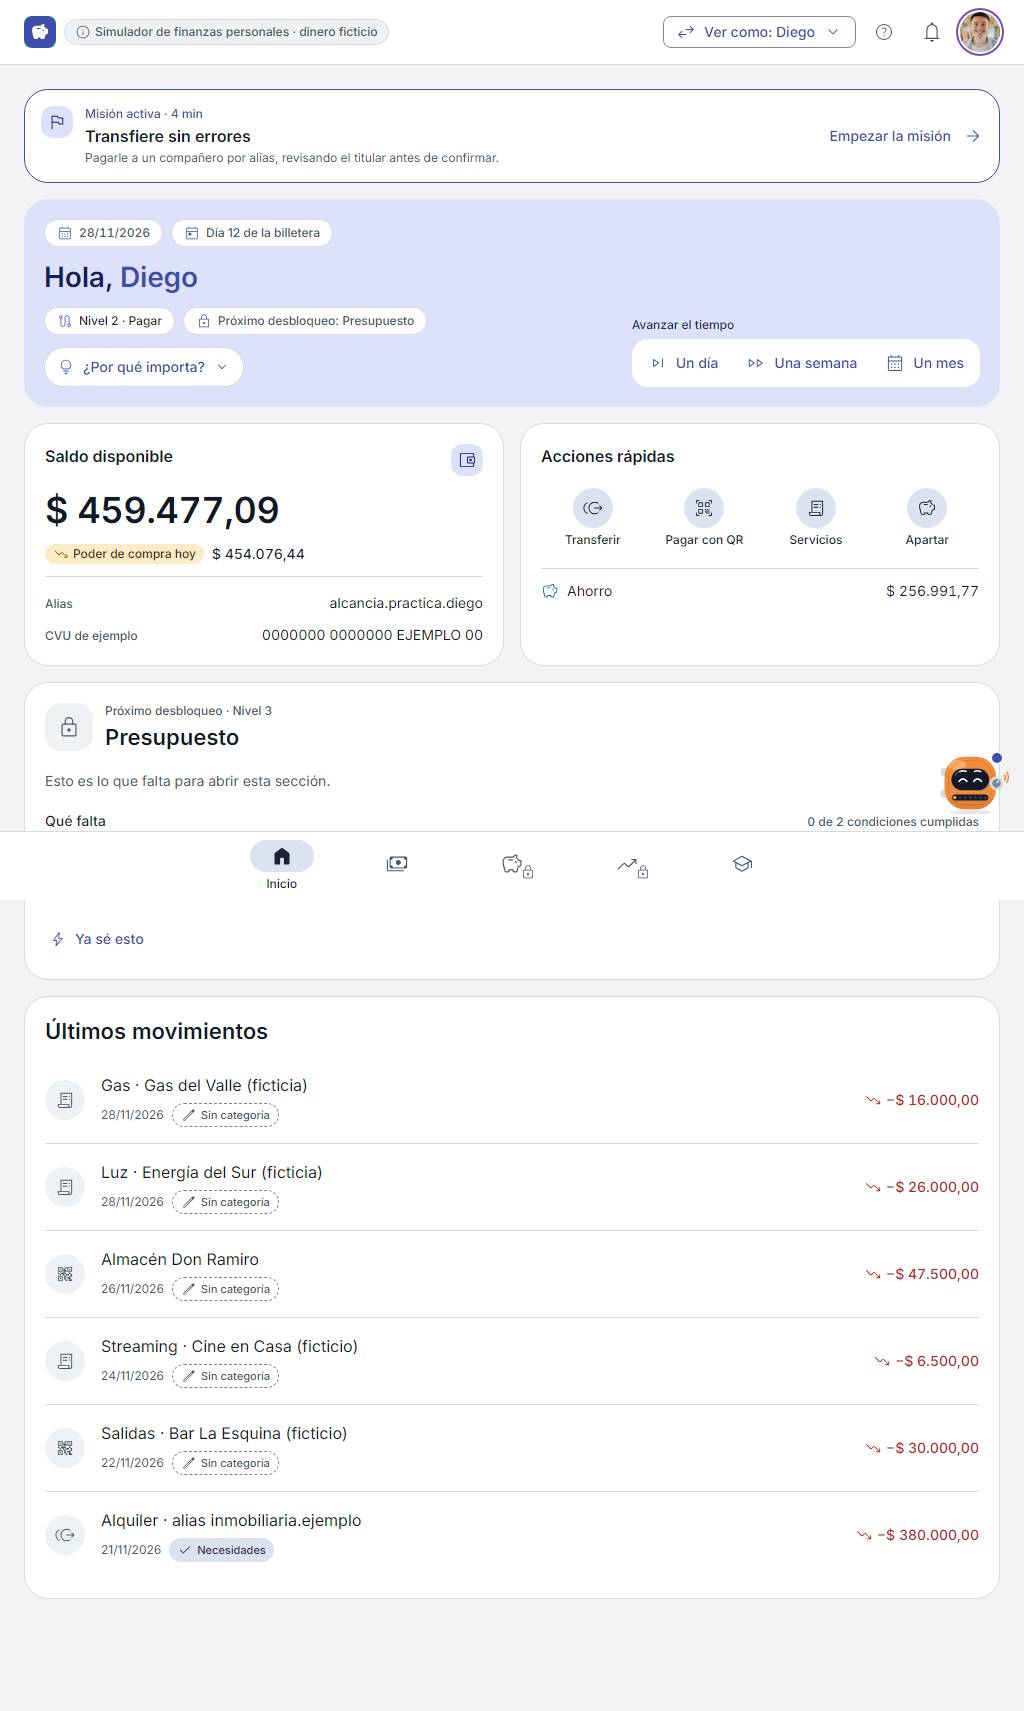 Simulador de finanzas personales · dinero ficticio
Ver como: Diego
Misión activa · 4 min
Transfiere sin errores
Pagarle a un compañero por alias, revisando el titular antes de confirmar.
Empezar la misión
28/11/2026
Día 12 de la billetera
Hola, Diego
Nivel 2 · Pagar
Próximo desbloqueo: Presupuesto
¿Por qué importa?
Avanzar el tiempo
Un día
Una semana
Un mes
Saldo disponible
$ 459.477,09
Poder de compra hoy
$ 454.076,44
Alias
alcancia.practica.diego
CVU de ejemplo
0000000 0000000 EJEMPLO 00
Acciones rápidas
Transferir
Pagar con QR
Servicios
Apartar
Ahorro
$ 256.991,77
Próximo desbloqueo · Nivel 3
Presupuesto
Esto es lo que falta para abrir esta sección.
Qué falta
0 de 2 condiciones cumplidas
Inicio
Ya sé esto
Últimos movimientos
Gas · Gas del Valle (ficticia)
28/11/2026
Sin categoría
−$ 16.000,00
Luz · Energía del Sur (ficticia)
28/11/2026
Sin categoría
−$ 26.000,00
Almacén Don Ramiro
26/11/2026
Sin categoría
−$ 47.500,00
Streaming · Cine en Casa (ficticio)
24/11/2026
Sin categoría
−$ 6.500,00
Salidas · Bar La Esquina (ficticio)
22/11/2026
Sin categoría
−$ 30.000,00
Alquiler · alias inmobiliaria.ejemplo
21/11/2026
Necesidades
−$ 380.000,00